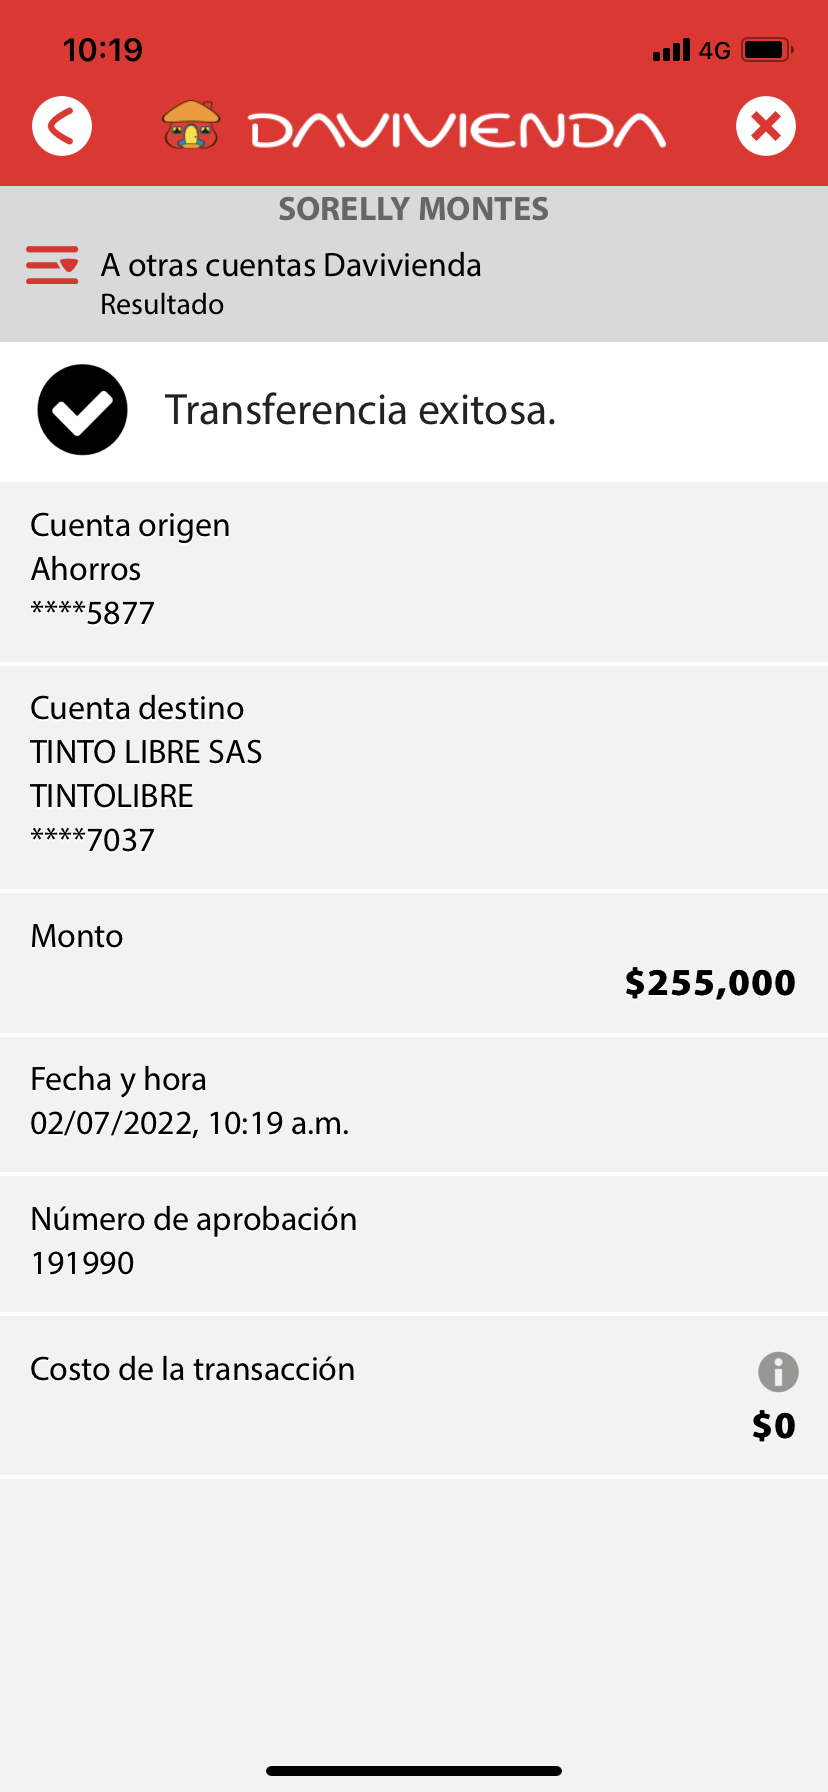 10:19
4G
DAVIVIENDA
SORELLY MONTES
A otras cuentas Davivienda
Resultado
Transferencia exitosa.
Cuenta origen
Ahorros
****5877
Cuenta destino
TINTO LIBRE SAS
TINTOLIBRE
****7037
Monto
$255,000
Fecha y hora
02/07/2022, 10:19 a.m.
Número de aprobación
191990
Costo de la transacción
$0